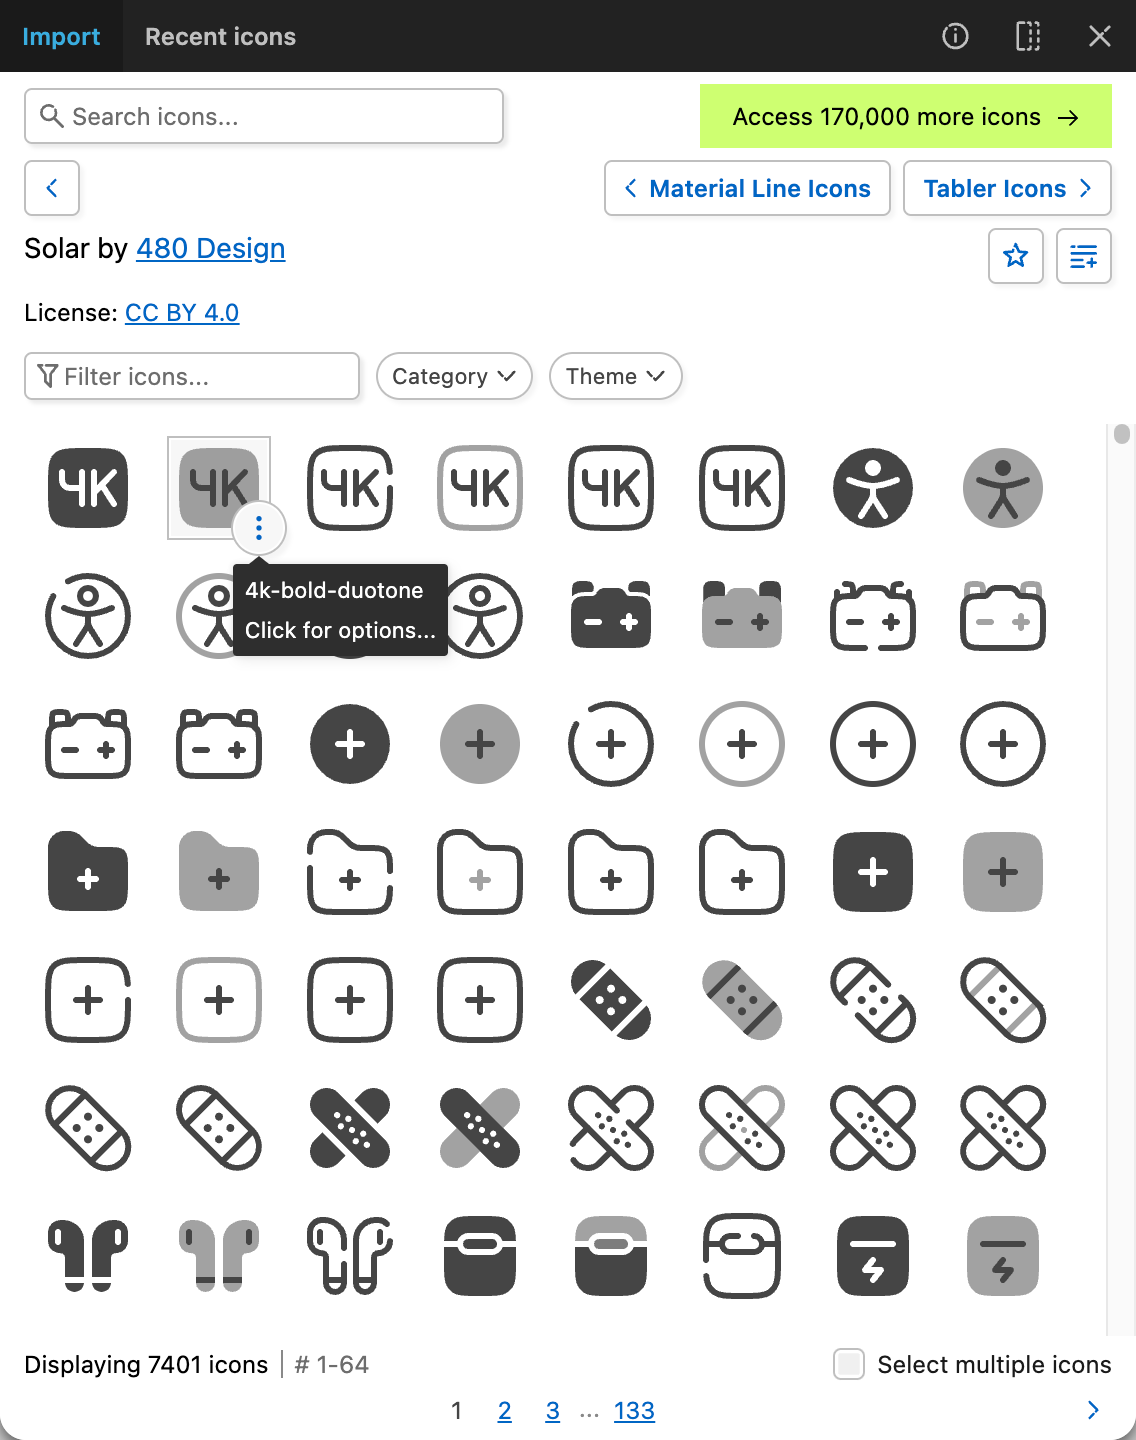 Import
Recent icons
Search icons...
Access 170,000 more icons →
Material Line Icons
Tabler Icons
Solar by 480 Design
License: CC BY 4.0
Filter icons...
Category
Theme
4K 4K 4K 4K 4K 4K
4k-bold-duotone
Click for options...
Displaying 7401 icons | # 1-64
Select multiple icons
1 2 3 ... 133